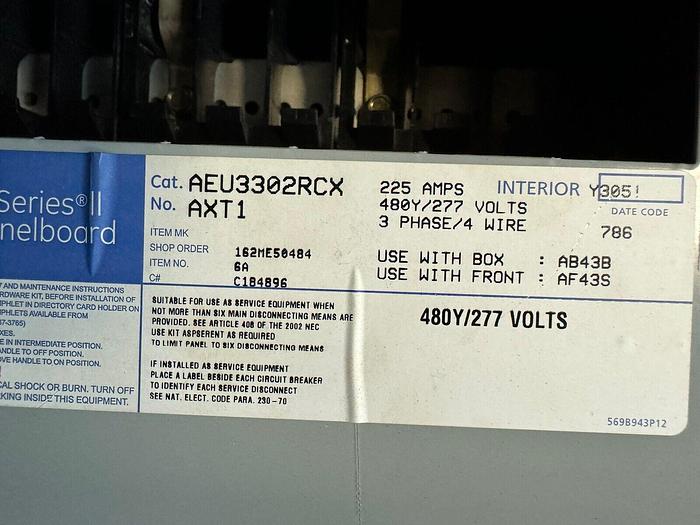 Series® II
nelboard
Y AND MAINTENANCE INSTRUCTIONS
RDWARE KIT, BEFORE INSTALLATION OF
MPHLET IN DIRECTORY CARD HOLDER ON
MPHLETS AVAILABLE FROM
37-3765)
XES.
E IN INTERMEDIATE POSITION.
ANDLE TO OFF POSITION.
OVE HANDLE TO ON POSITION.
CAL SHOCK OR BURN. TURN OFF
KING INSIDE THIS EQUIPMENT.
Cat. AEU3302RCX
No. AXT1
ITEM MK
SHOP ORDER 162ME50484
ITEM NO. 6A
C# C184896
225 AMPS INTERIOR Y305
480Y/277 VOLTS DATE CODE
3 PHASE/4 WIRE 786
USE WITH BOX : AB43B
USE WITH FRONT : AF43S
SUITABLE FOR USE AS SERVICE EQUIPMENT WHEN
NOT MORE THAN SIX MAIN DISCONNECTING MEANS ARE
PROVIDED. SEE ARTICLE 408 OF THE 2002 NEC
USE KIT ASPSERENT AS REQUIRED
TO LIMIT PANEL TO SIX DISCONNECTING MEANS
IF INSTALLED AS SERVICE EQUIPMENT
PLACE A LABEL BESIDE EACH CIRCUIT BREAKER
TO IDENTIFY EACH SERVICE DISCONNECT
SEE NAT. ELECT. CODE PARA. 230-70
480Y/277 VOLTS
569B943P12